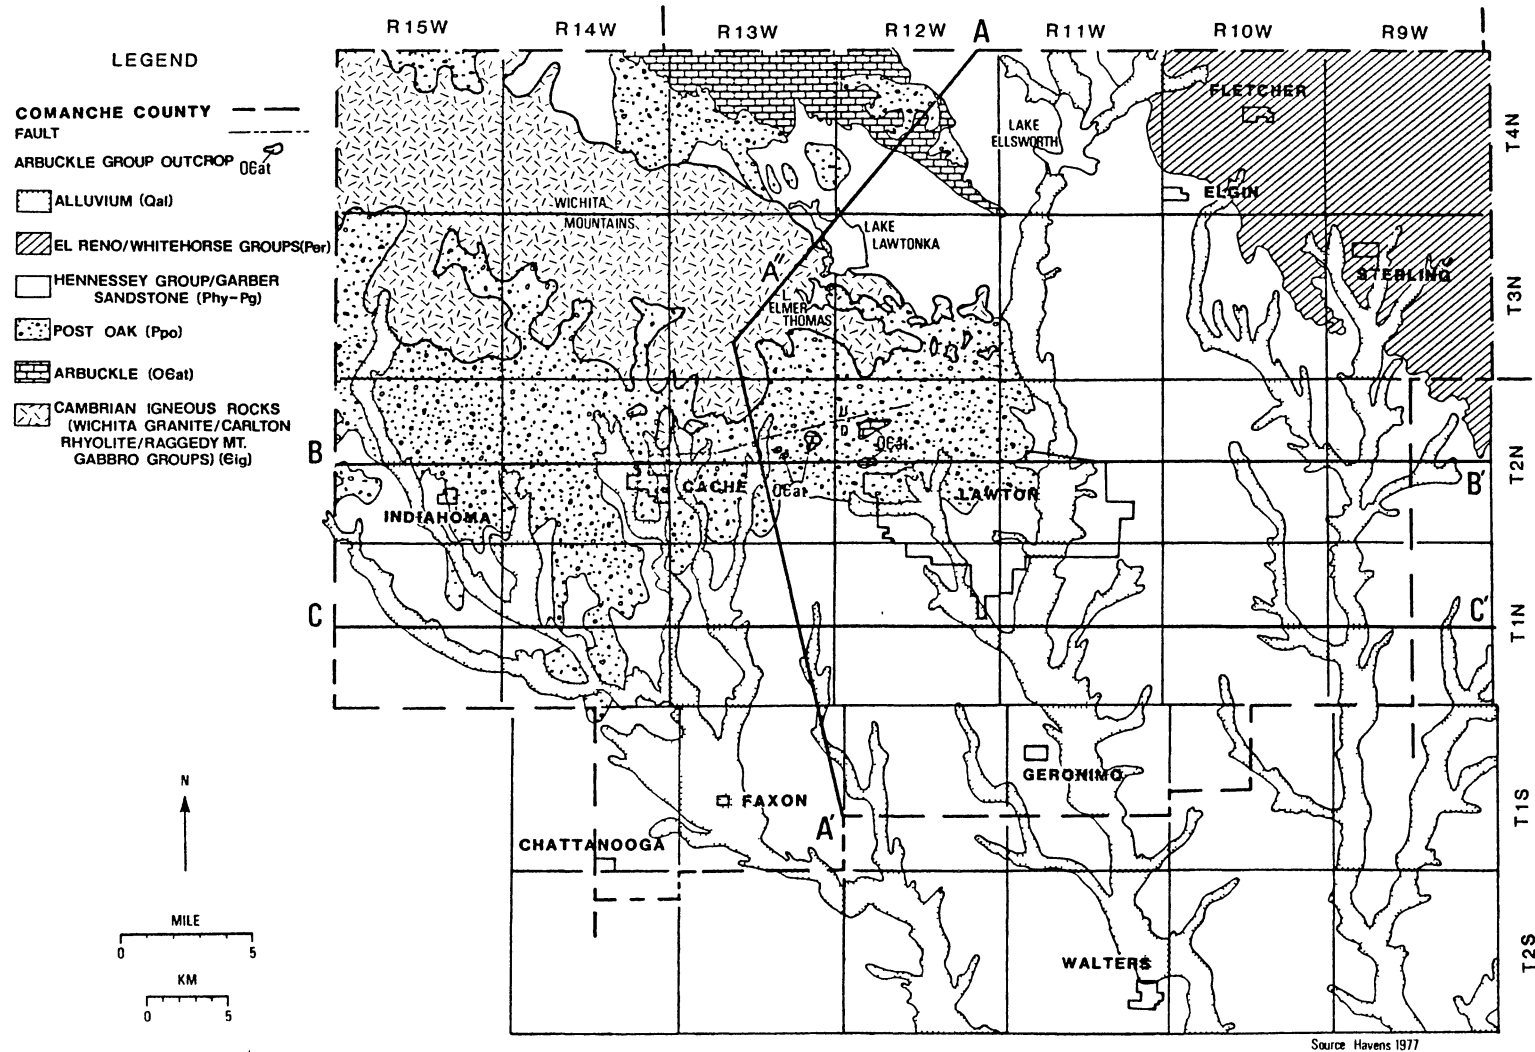 R15W R14W R13W R12W A R11W R10W R9W
LEGEND
COMANCHE COUNTY
FAULT
ARBUCKLE GROUP OUTCROP
OЄat
ALLUVIUM (Qal)
EL RENO/WHITEHORSE GROUPS(Per)
HENNESSEY GROUP/GARBER
SANDSTONE (Phy-Pg)
POST OAK (Ppo)
ARBUCKLE (OЄat)
CAMBRIAN IGNEOUS ROCKS
(WICHITA GRANITE/CARLTON
RHYOLITE/RAGGEDY MT.
GABBRO GROUPS) (Єig)
FLETCHER
LAKE
ELLSWORTH
T4N
ELGIN
WICHITA
MOUNTAINS
LAKE
LAWTONKA
A"
STERLING
L.
ELMER
THOMAS
T3N
U
D
OЄat
B
B'
T2N
CACHE
OЄat
LAWTON
INDIAHOMA
C
C'
T1N
GERONIMO
FAXON
A'
T1S
CHATTANOOGA
WALTERS
T2S
N
MILE
0 5
KM
0 5
Source Havens 1977